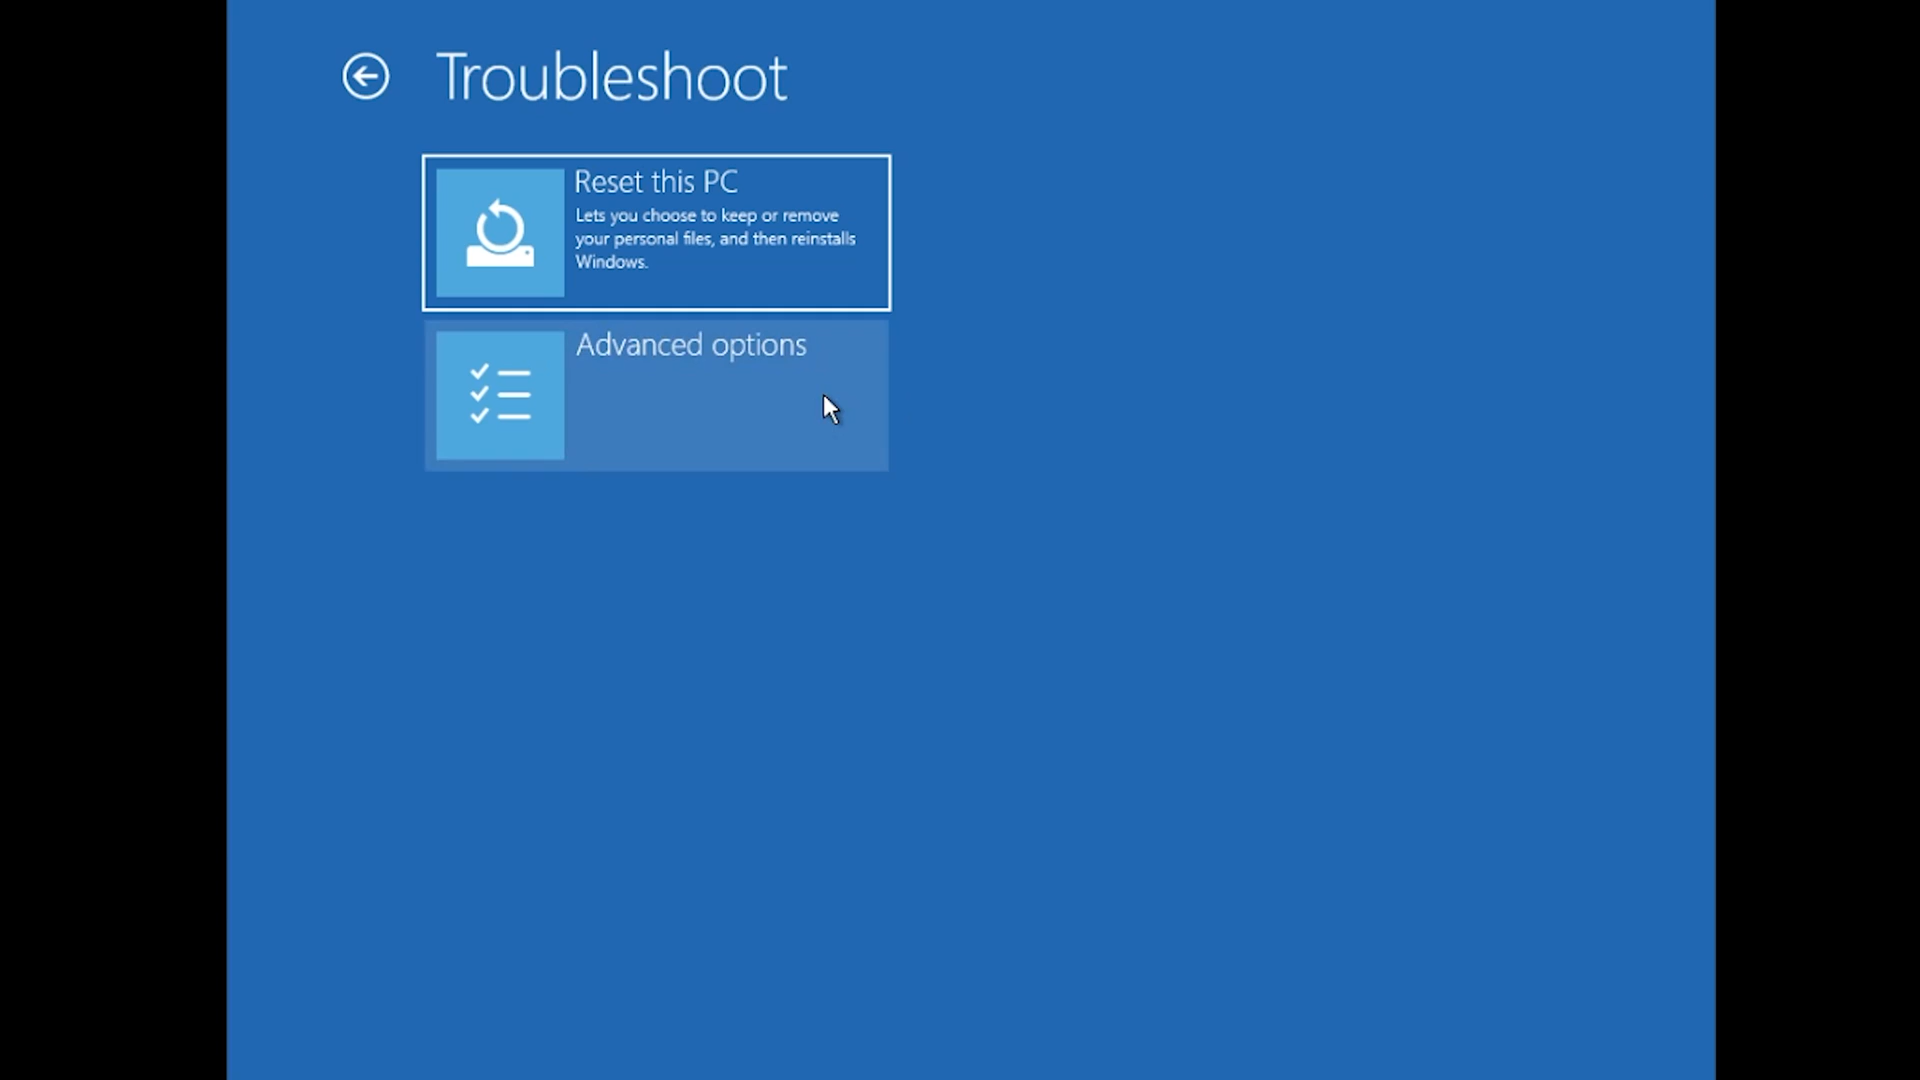 Troubleshoot
Reset this PC
Lets you choose to keep or remove
your personal files, and then reinstalls
Windows.
Advanced options